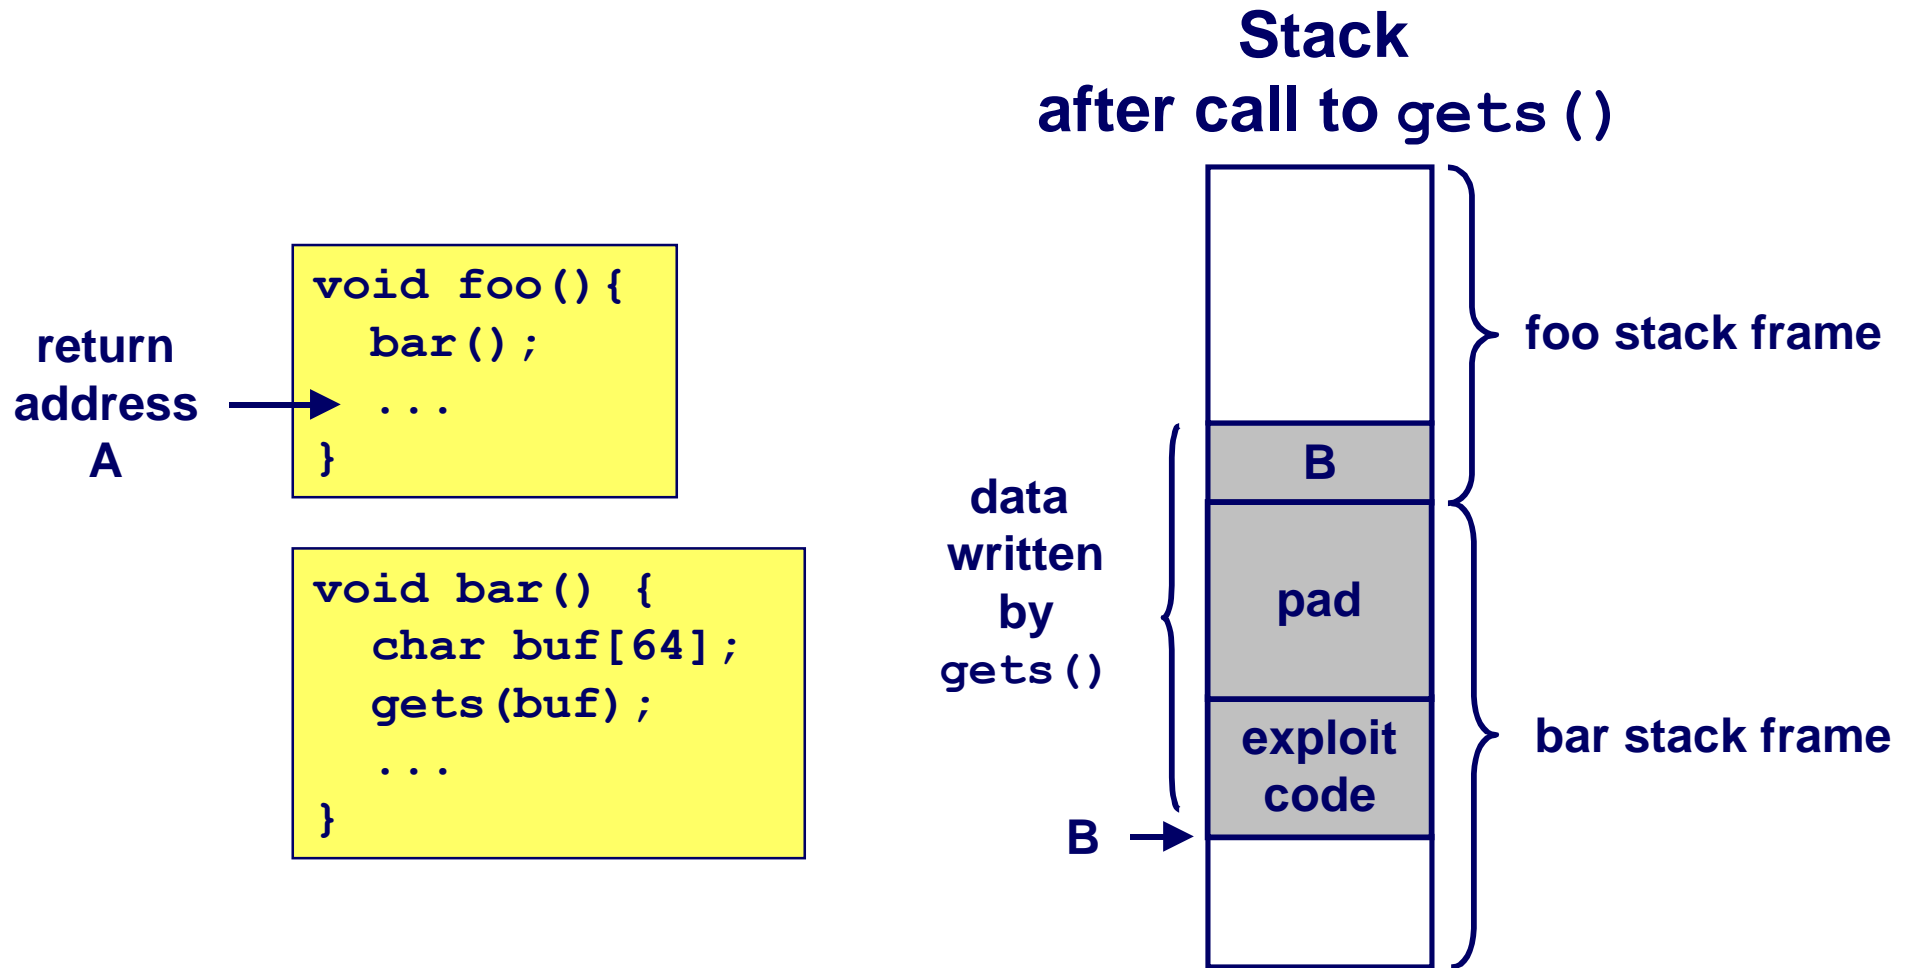 Stack
after call to gets()
void foo(){
  bar();
  ...
}
return
address
A
void bar() {
  char buf[64];
  gets(buf);
  ...
}
data
written
by
gets()
B
B
pad
exploit
code
foo stack frame
bar stack frame